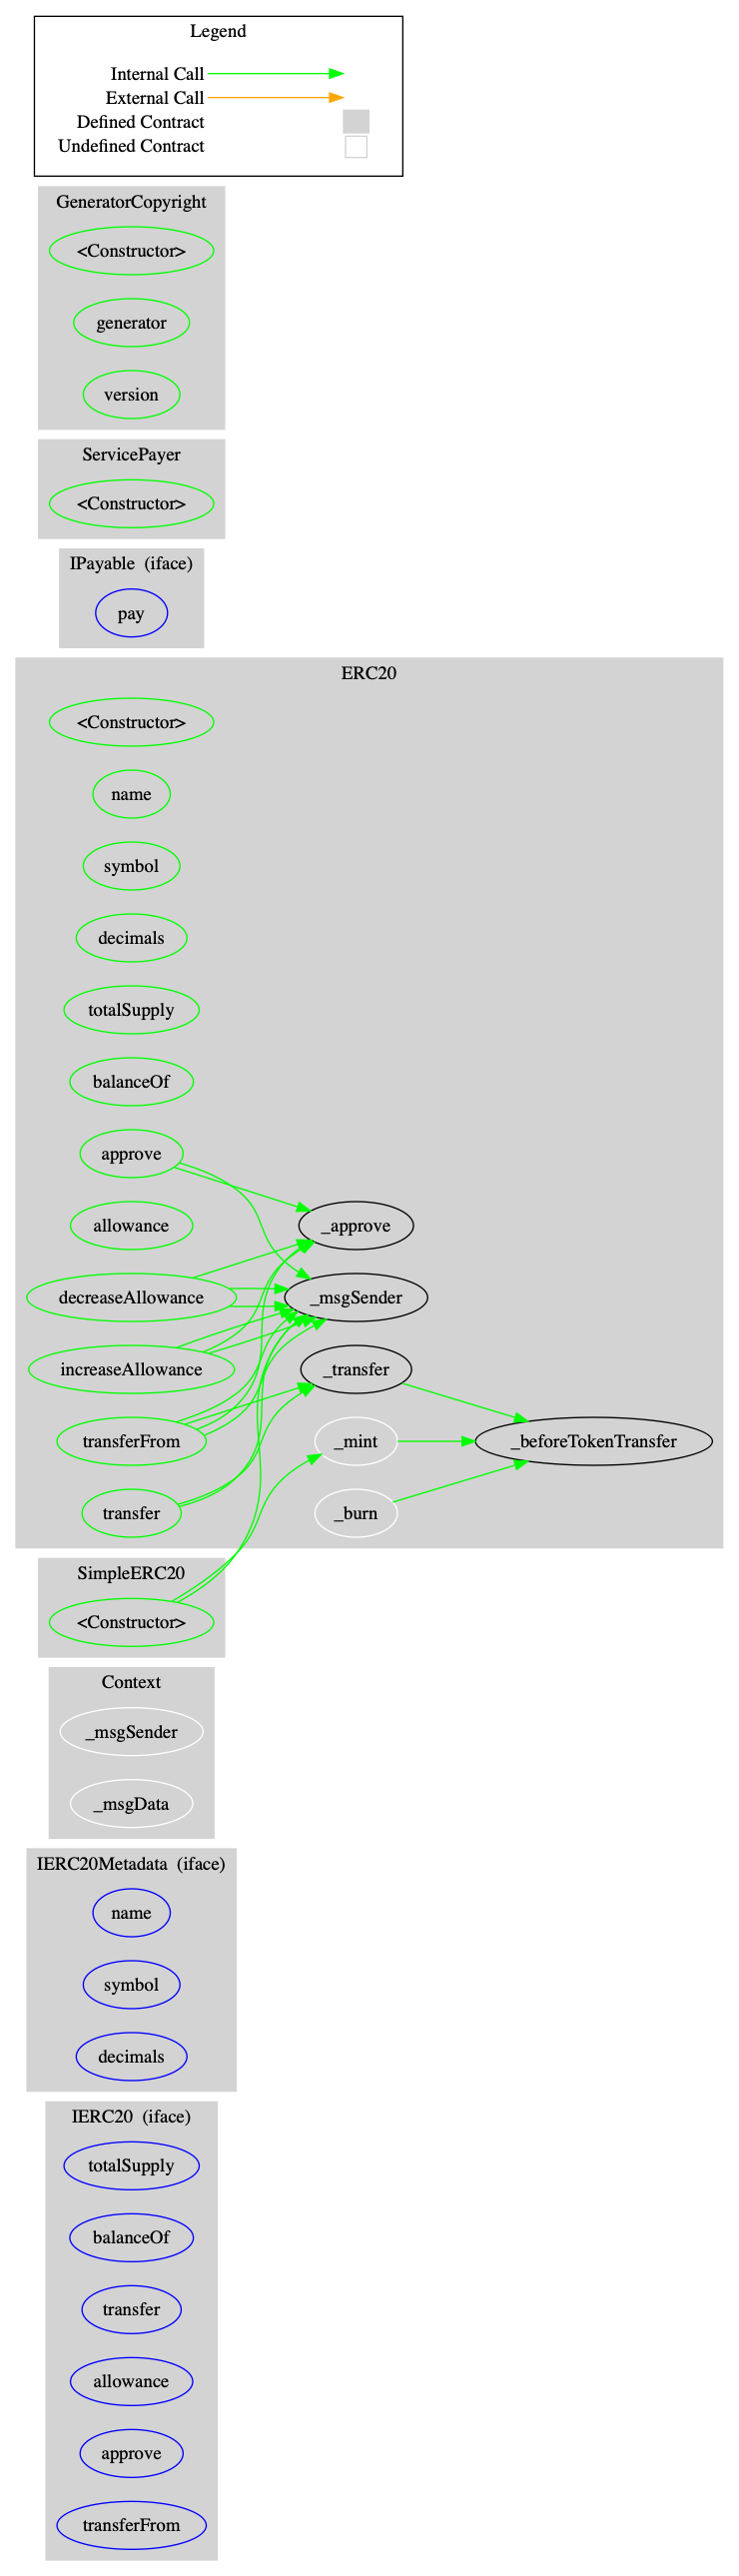 Legend
Internal Call
External Call
Defined Contract
Undefined Contract
GeneratorCopyright
<Constructor>
generator
version
ServicePayer
<Constructor>
IPayable (iface)
pay
ERC20
<Constructor>
name
symbol
decimals
totalSupply
balanceOf
approve
allowance
_approve
decreaseAllowance
_msgSender
increaseAllowance
_transfer
transferFrom
_mint
_beforeTokenTransfer
transfer
_burn
SimpleERC20
<Constructor>
Context
_msgSender
_msgData
IERC20Metadata (iface)
name
symbol
decimals
IERC20 (iface)
totalSupply
balanceOf
transfer
allowance
approve
transferFrom